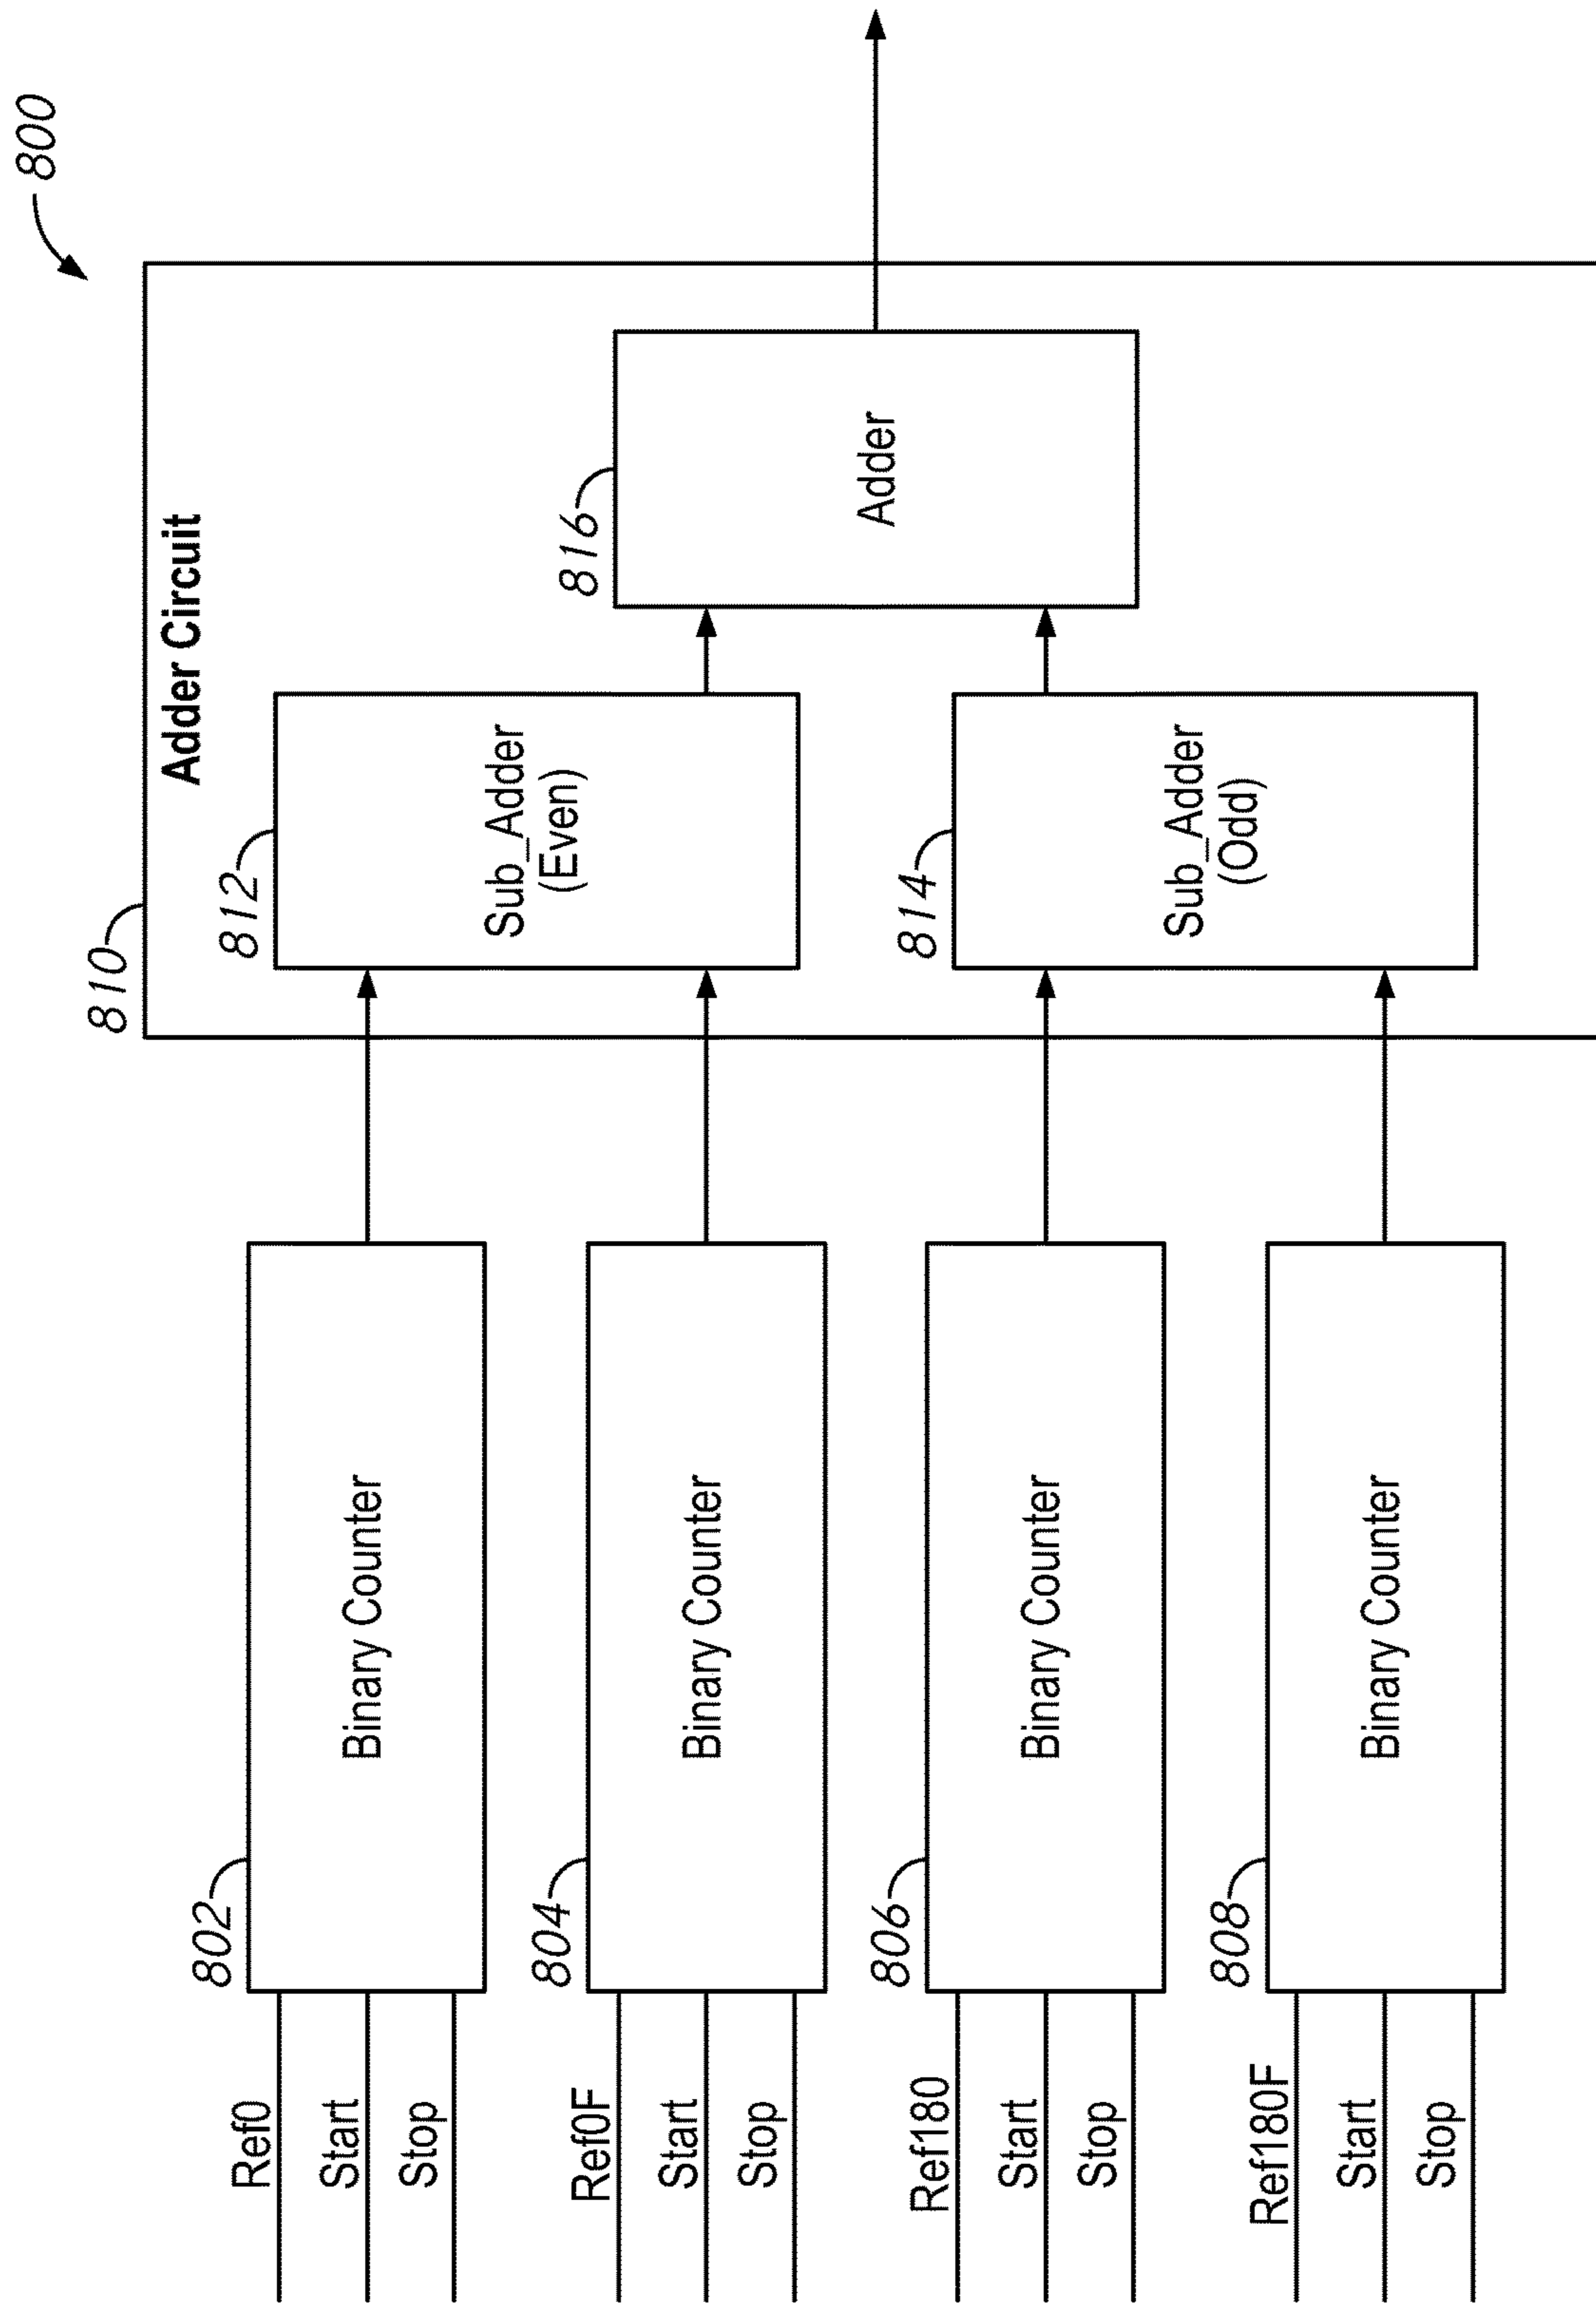 800
810
Adder Circuit
802
Ref0
Start
Stop
Binary Counter
812
Sub_Adder
(Even)
804
Ref0F
Start
Stop
Binary Counter
816
Adder
806
Ref180
Start
Stop
Binary Counter
814
Sub_Adder
(Odd)
808
Ref180F
Start
Stop
Binary Counter